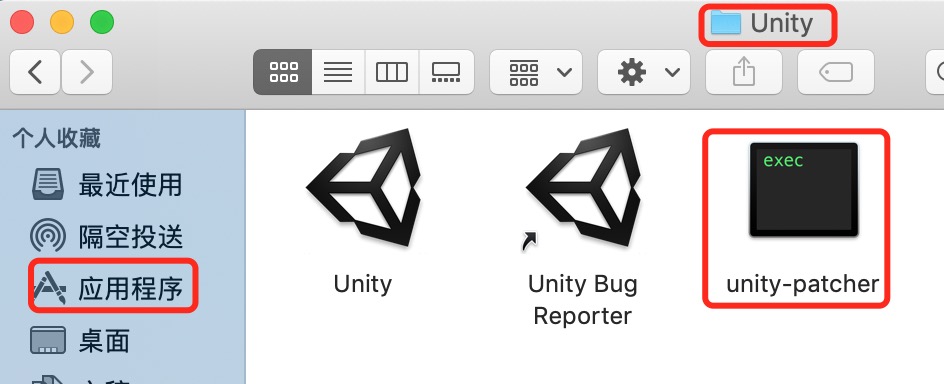 Unity
个人收藏
最近使用
隔空投送
应用程序
桌面
exec
Unity
Unity Bug
Reporter
unity-patcher